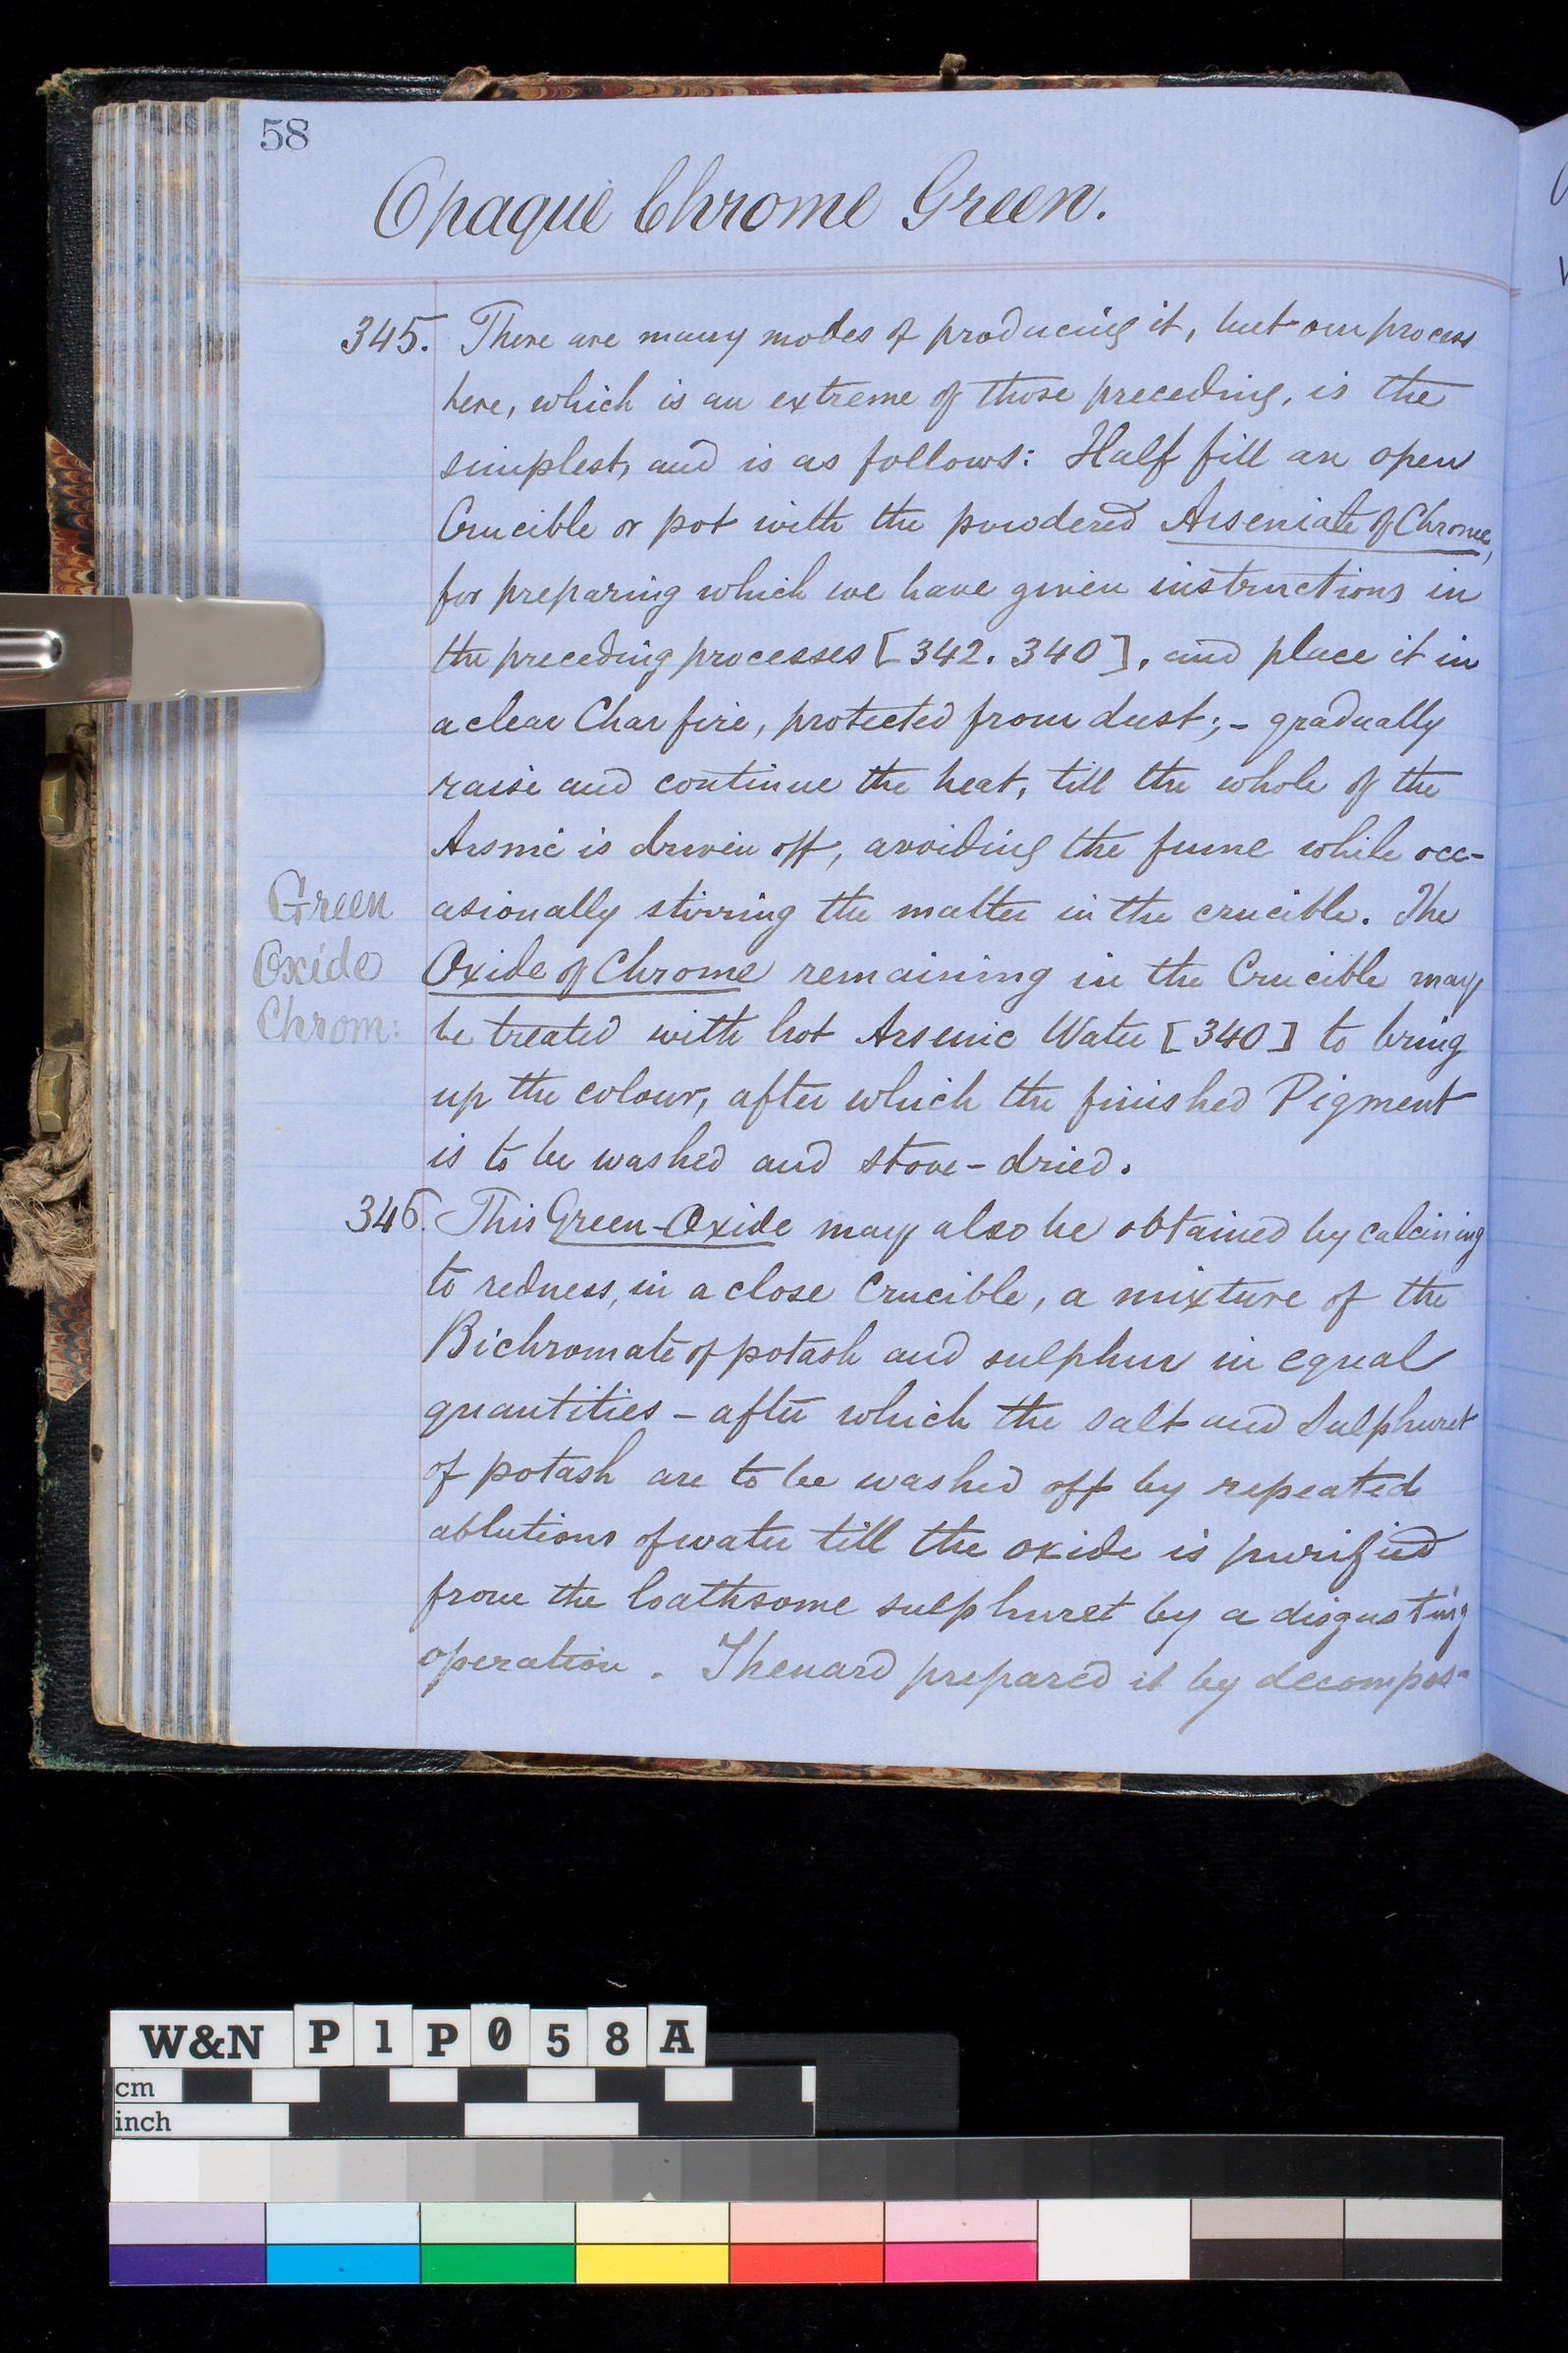 58
Opaque Chrome Green.
345. There are many modes of producing it, but our process
here, which is an extreme of those preceding, is the
simplest, and is as follows: Half fill an open
Crucible or pot with the powdered Arseniate of Chrome,
for preparing which we have given instructions in
the preceding processes [342. 340], and place it in
a clear Char fire, protected from dust; - gradually
raise and continue the heat, till the whole of the
Arsnic is driven off, avoiding the fume while occ-
asionally stirring the matter in the crucible. The
Oxide of Chrome remaining in the Crucible may
be treated with hot Arsenic Water [340] to bring
up the colour, after which the finished Pigment
is to be washed and stove-dried.
Green
Oxide
Chrom:
346. This Green-Oxide may also be obtained by calcining
to redness, in a close Crucible, a mixture of the
Bichromate of potash and sulphur in equal
quantities - after which the salt and Sulphuret
of potash are to be washed off by repeated
ablutions of water till the oxide is purified
from the loathsome sulphuret by a disgusting
operation. Thenard prepared it by decompos-
W&N P1P058A
cm
inch